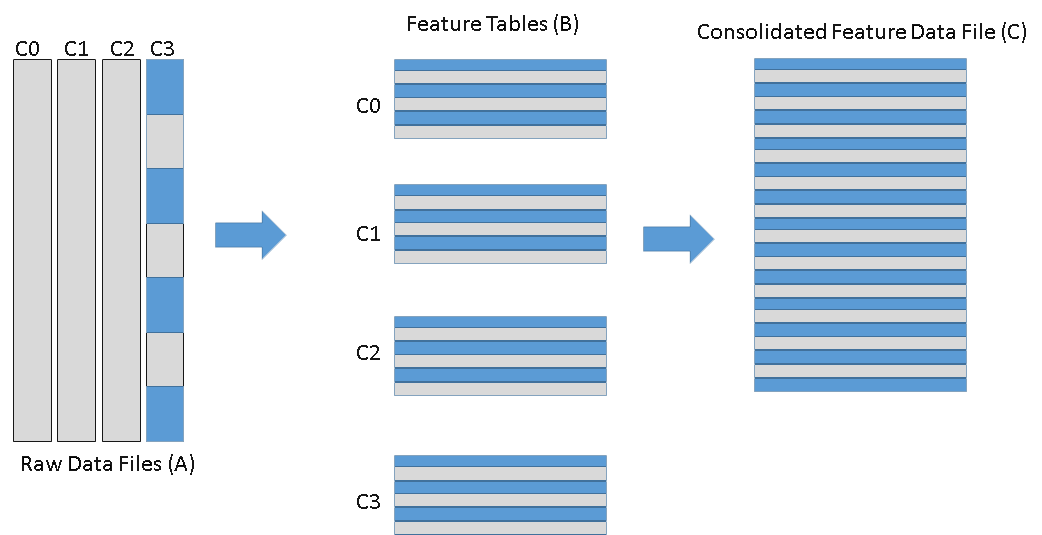 Feature Tables (B)
Consolidated Feature Data File (C)
C0 C1 C2 C3
C0
C1
C2
C3
Raw Data Files (A)